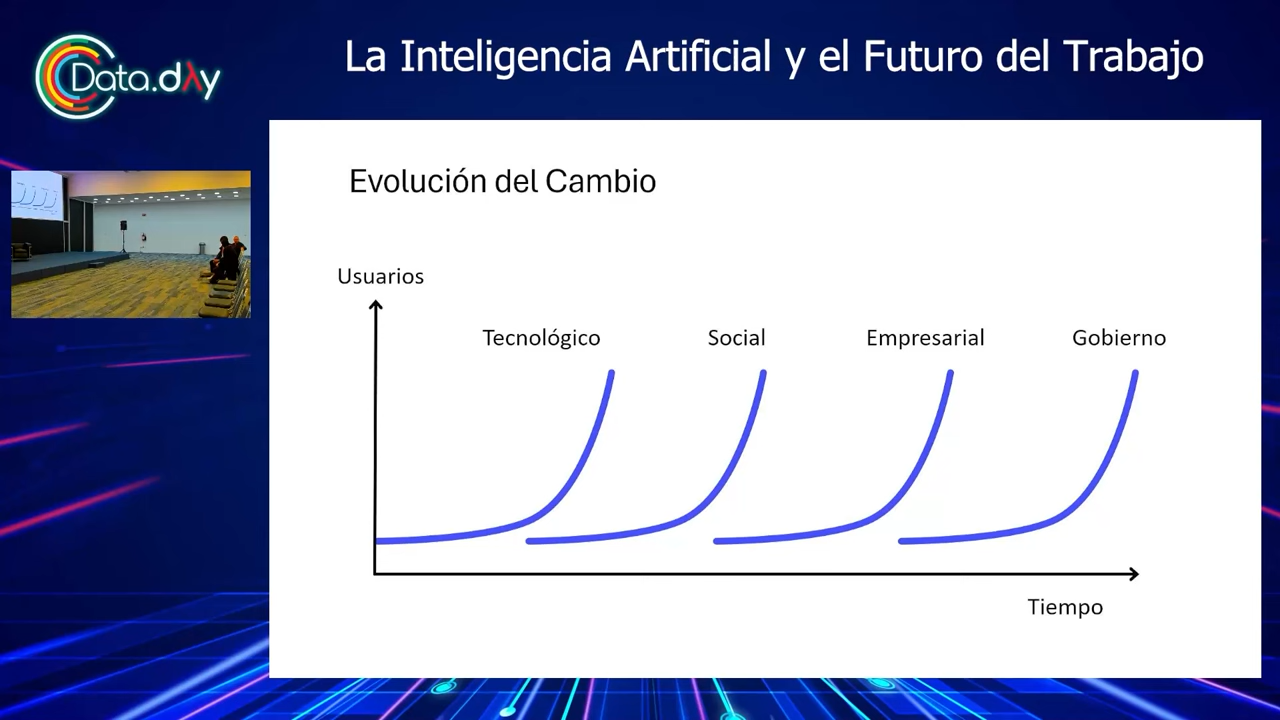 Data.dλy
La Inteligencia Artificial y el Futuro del Trabajo
Evolución del Cambio
Usuarios
Tecnológico
Social
Empresarial
Gobierno
Tiempo